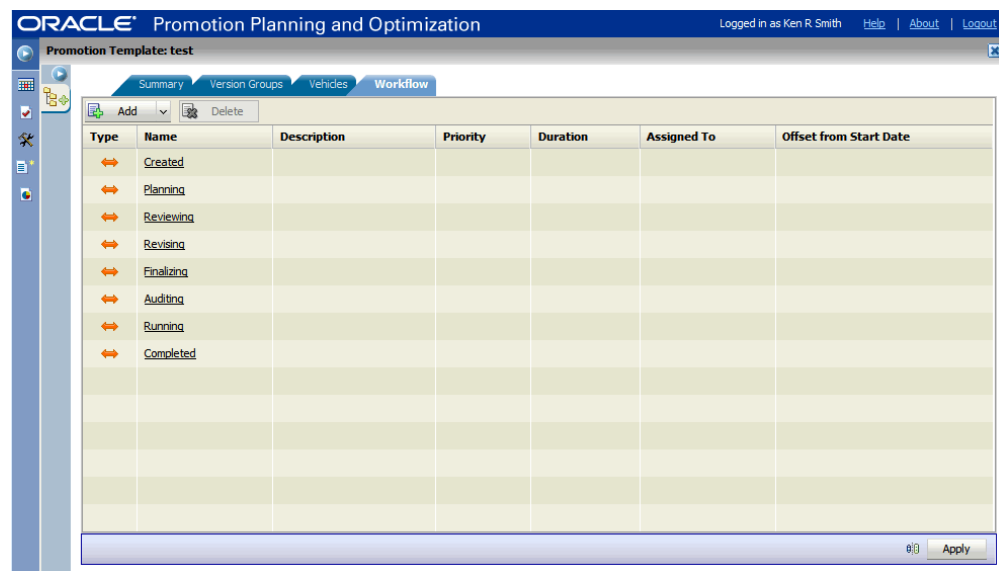 ORACLE® Promotion Planning and Optimization Logged in as Ken R Smith Help | About | Logout
Promotion Template: test
Summary Version Groups Vehicles Workflow
Add Delete
Type Name Description Priority Duration Assigned To Offset from Start Date
Created
Planning
Reviewing
Revising
Finalizing
Auditing
Running
Completed
Apply